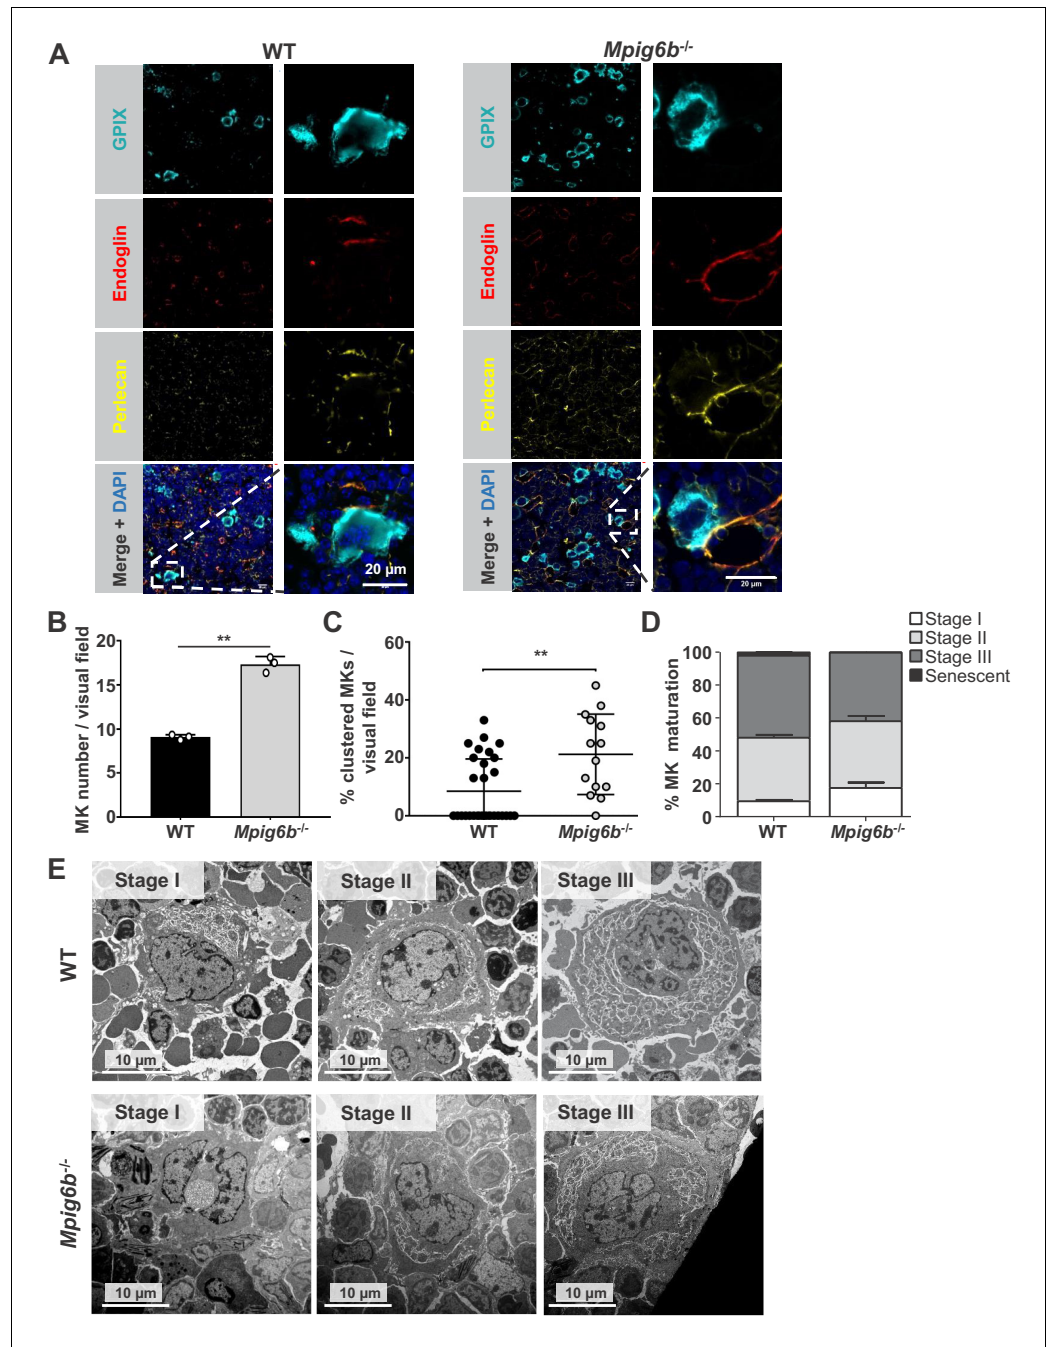 A
WT
Mpig6b-/-
GPIX
GPIX
Endoglin
Endoglin
Perlecan
Perlecan
Merge + DAPI
20 µm
Merge + DAPI
20 µm
B
MK number / visual field
20
15
10
5
0
**
WT
Mpig6b-/-
C
% clustered MKs /
visual field
60
40
20
0
**
WT
Mpig6b-/-
D
% MK maturation
100
80
60
40
20
0
WT
Mpig6b-/-
Stage I
Stage II
Stage III
Senescent
E
WT
Stage I
10 µm
Stage II
10 µm
Stage III
10 µm
Mpig6b-/-
Stage I
10 µm
Stage II
10 µm
Stage III
10 µm